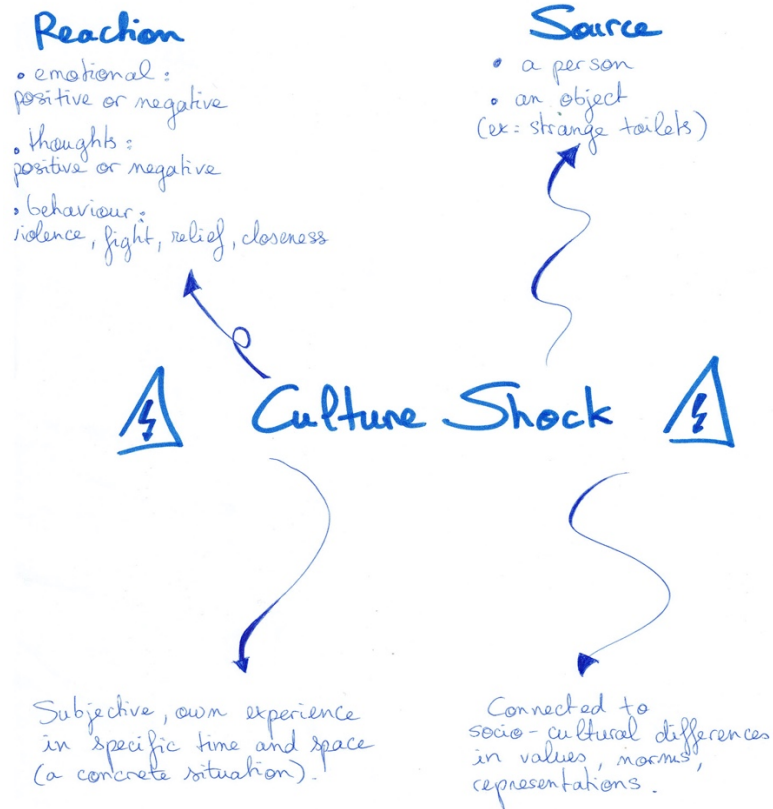 Reaction
• emotional :
positive or negative
• thoughts :
positive or negative
• behaviour :
violence, fight, relief, closeness
Source
• a person
• an object
(ex : strange toilets)
Culture Shock
Subjective, own experience
in specific time and space
(a concrete situation).
Connected to
socio-cultural differences
in values, norms,
representations.